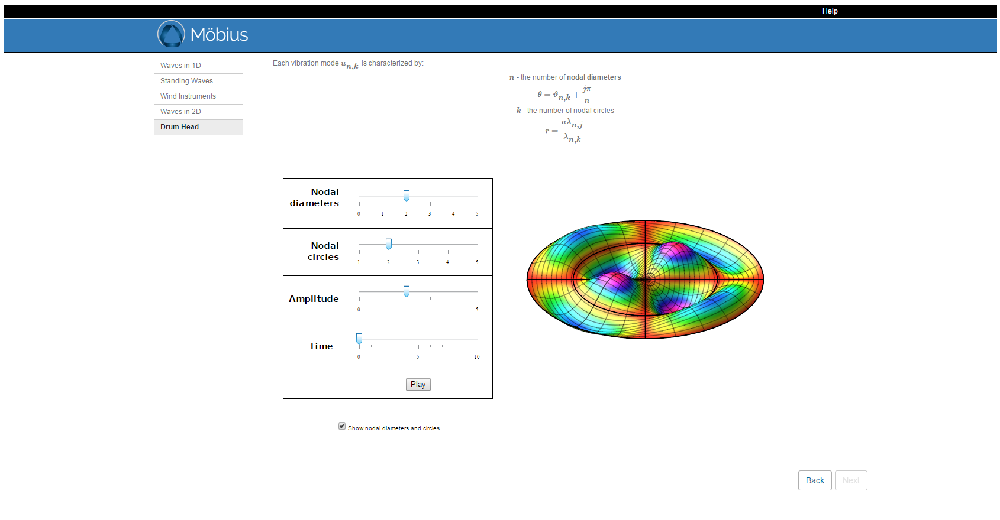 Help
Möbius
Waves in 1D
Standing Waves
Wind Instruments
Waves in 2D
Drum Head
Each vibration mode u_{n,k} is characterized by:
n - the number of nodal diameters
θ = ϑ_{n,k} + jπ/n
k - the number of nodal circles
r = aλ_{n,j}/λ_{n,k}
Nodal
diameters
0 1 2 3 4 5
Nodal
circles
1 2 3 4 5
Amplitude
0 5
Time
0 5 10
Play
Show nodal diameters and circles
Back Next